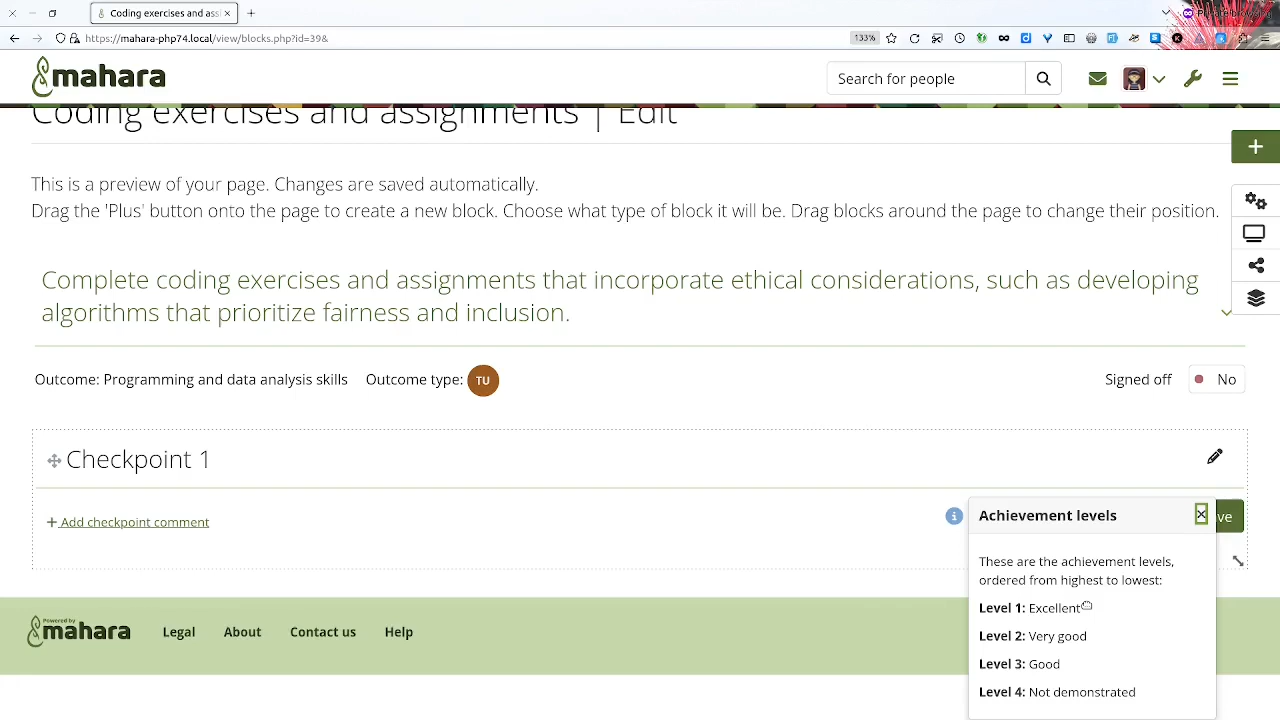 Coding exercises and assi
https://mahara-php74.local/view/blocks.php?id=39&
133%
mahara
Search for people
Coding exercises and assignments | Edit
This is a preview of your page. Changes are saved automatically.
Drag the 'Plus' button onto the page to create a new block. Choose what type of block it will be. Drag blocks around the page to change their position.
Complete coding exercises and assignments that incorporate ethical considerations, such as developing
algorithms that prioritize fairness and inclusion.
Outcome: Programming and data analysis skills Outcome type: TU
Signed off No
Checkpoint 1
+ Add checkpoint comment
Achievement levels
ve
These are the achievement levels,
ordered from highest to lowest:
Level 1: Excellent
Level 2: Very good
Level 3: Good
Level 4: Not demonstrated
Powered by
mahara
Legal About Contact us Help